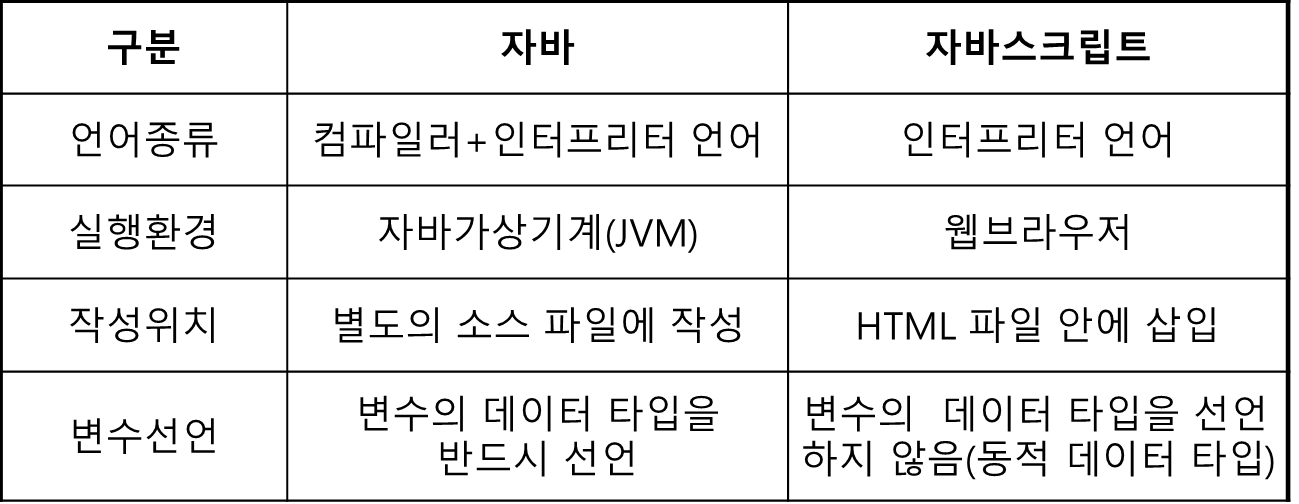 구분 자바 자바스크립트
언어종류 컴파일러+인터프리터 언어 인터프리터 언어
실행환경 자바가상기계(JVM) 웹브라우저
작성위치 별도의 소스 파일에 작성 HTML 파일 안에 삽입
변수선언
변수의 데이터 타입을
반드시 선언
변수의 데이터 타입을 선언
하지 않음(동적 데이터 타입)